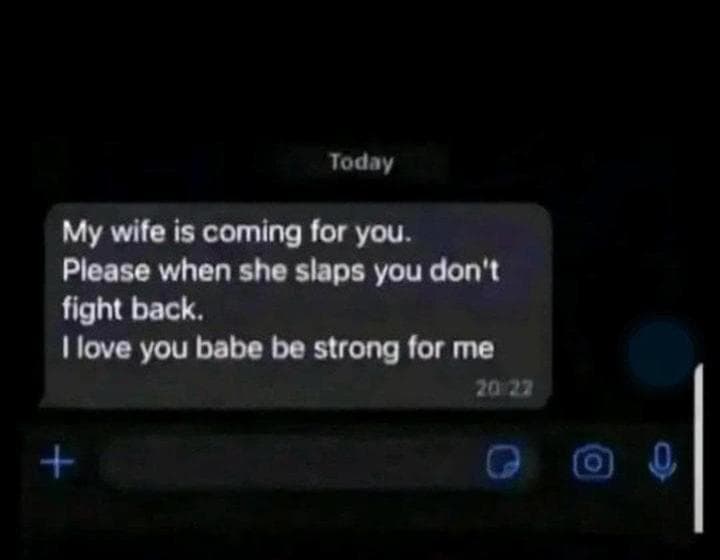 Today
My wife is coming for you.
Please when she slaps you don't
fight back.
I love you babe be strong for me
20:22